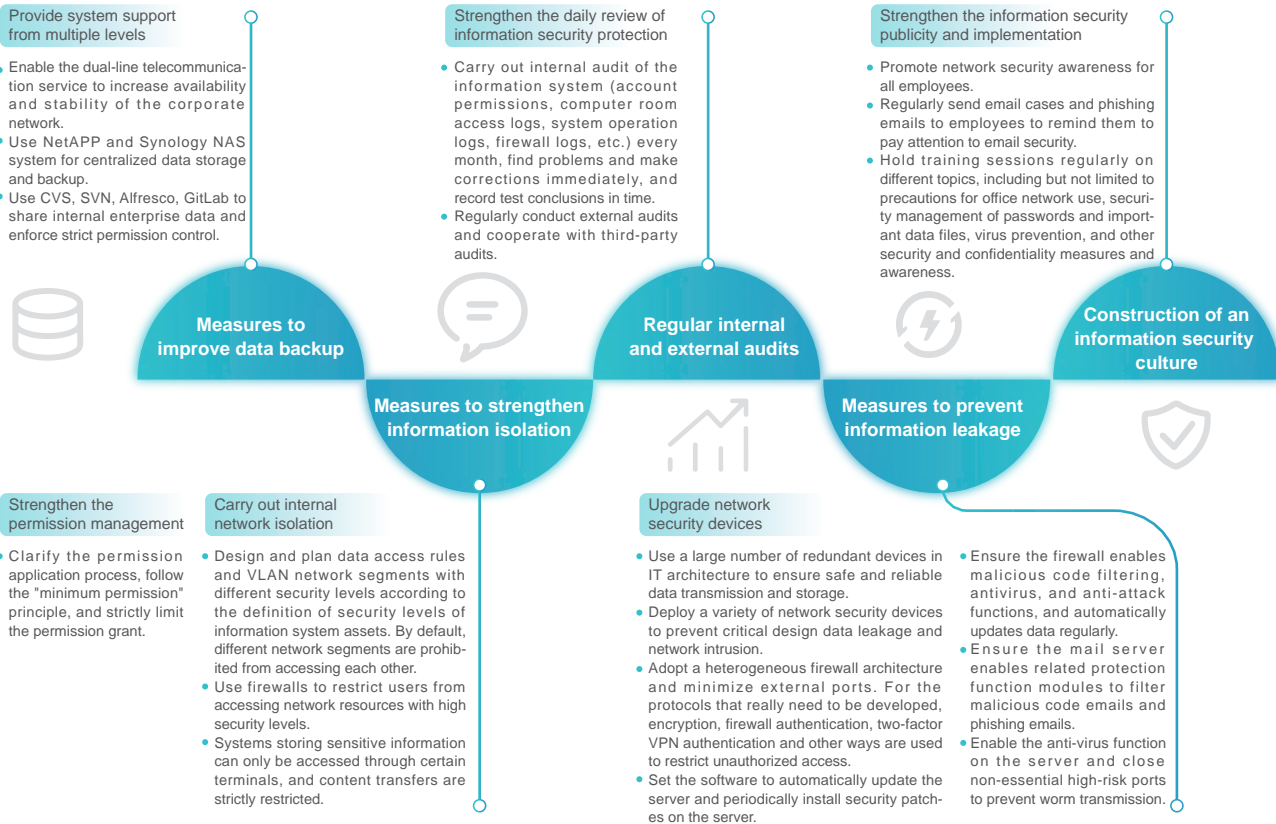 Provide system support
from multiple levels
Enable the dual-line telecommunica-
tion service to increase availability
and stability of the corporate
network.
Use NetAPP and Synology NAS
system for centralized data storage
and backup.
Use CVS, SVN, Alfresco, GitLab to
share internal enterprise data and
enforce strict permission control.
Strengthen the daily review of
information security protection
Carry out internal audit of the
information system (account
permissions, computer room
access logs, system operation
logs, firewall logs, etc.) every
month, find problems and make
corrections immediately, and
record test conclusions in time.
Regularly conduct external audits
and cooperate with third-party
audits.
Strengthen the information security
publicity and implementation
Promote network security awareness for
all employees.
Regularly send email cases and phishing
emails to employees to remind them to
pay attention to email security.
Hold training sessions regularly on
different topics, including but not limited to
precautions for office network use, securi-
ty management of passwords and import-
ant data files, virus prevention, and other
security and confidentiality measures and
awareness.
Measures to
improve data backup
Regular internal
and external audits
Construction of an
information security
culture
Measures to strengthen
information isolation
Measures to prevent
information leakage
Strengthen the
permission management
Clarify the permission
application process, follow
the "minimum permission"
principle, and strictly limit
the permission grant.
Carry out internal
network isolation
Design and plan data access rules
and VLAN network segments with
different security levels according to
the definition of security levels of
information system assets. By default,
different network segments are prohib-
ited from accessing each other.
Use firewalls to restrict users from
accessing network resources with high
security levels.
Systems storing sensitive information
can only be accessed through certain
terminals, and content transfers are
strictly restricted.
Upgrade network
security devices
Use a large number of redundant devices in
IT architecture to ensure safe and reliable
data transmission and storage.
Deploy a variety of network security devices
to prevent critical design data leakage and
network intrusion.
Adopt a heterogeneous firewall architecture
and minimize external ports. For the
protocols that really need to be developed,
encryption, firewall authentication, two-factor
VPN authentication and other ways are used
to restrict unauthorized access.
Set the software to automatically update the
server and periodically install security patch-
es on the server.
Ensure the firewall enables
malicious code filtering,
antivirus, and anti-attack
functions, and automatically
updates data regularly.
Ensure the mail server
enables related protection
function modules to filter
malicious code emails and
phishing emails.
Enable the anti-virus function
on the server and close
non-essential high-risk ports
to prevent worm transmission.